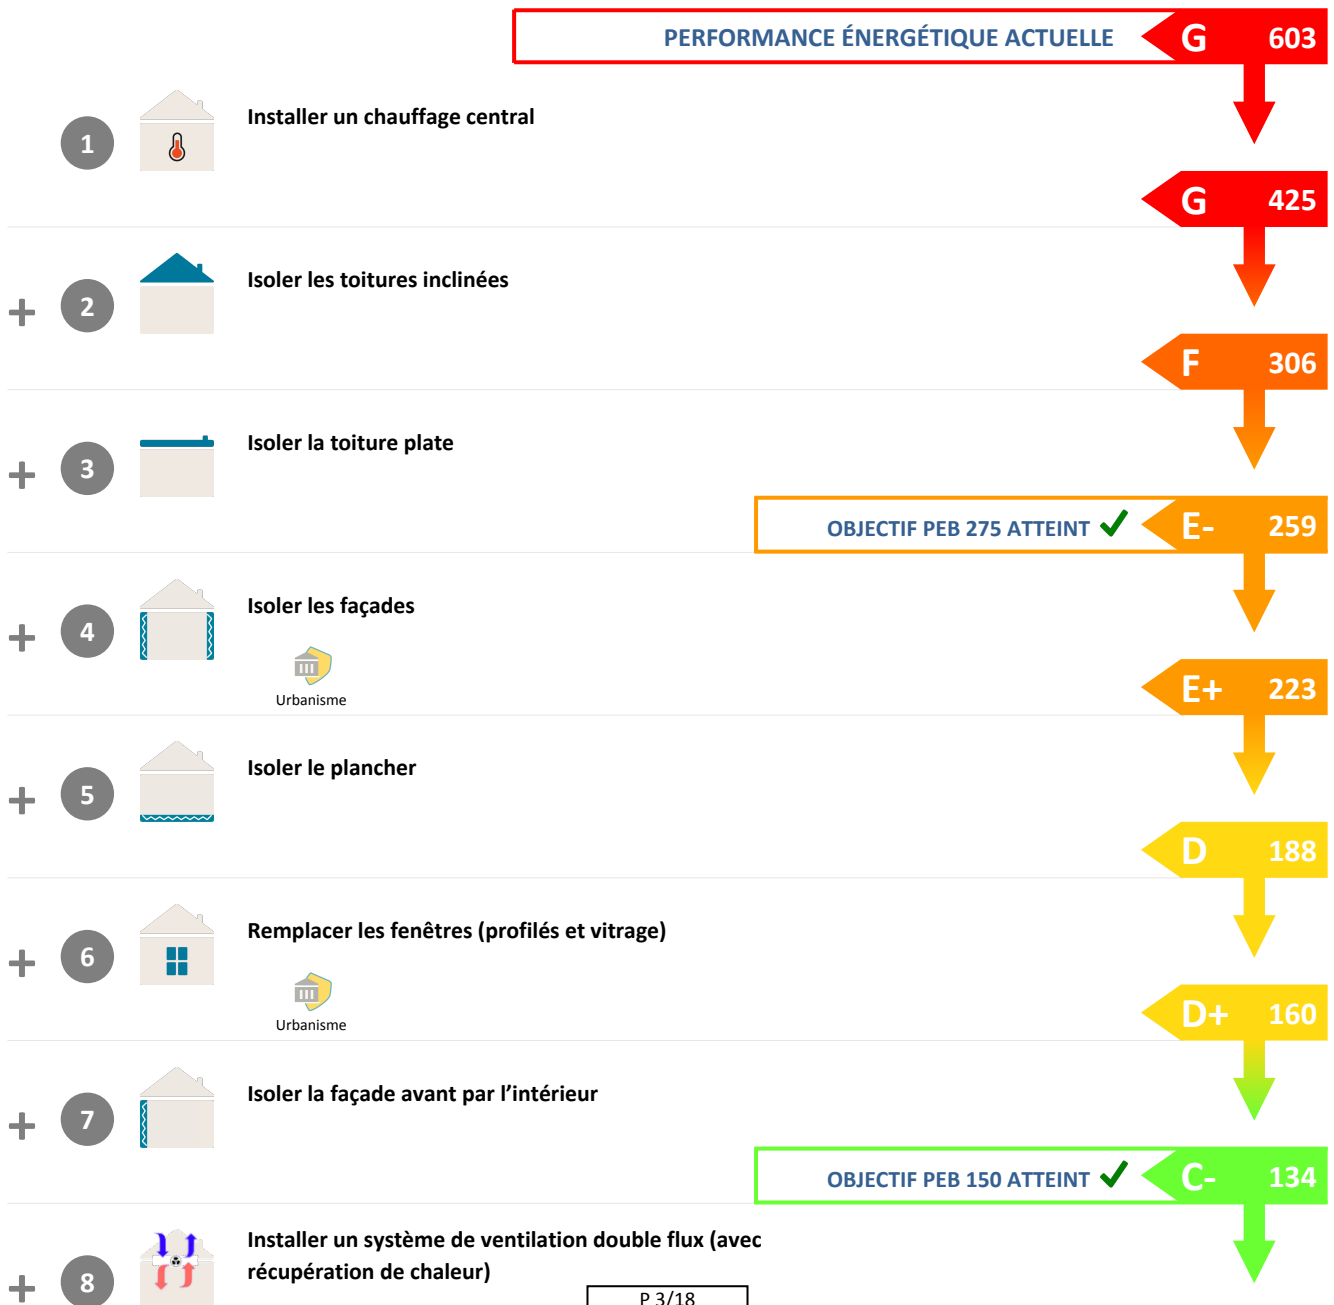 PERFORMANCE ÉNERGÉTIQUE ACTUELLE G 603
1 Installer un chauffage central
G 425
+ 2 Isoler les toitures inclinées
F 306
+ 3 Isoler la toiture plate
OBJECTIF PEB 275 ATTEINT E- 259
+ 4 Isoler les façades
Urbanisme
E+ 223
+ 5 Isoler le plancher
D 188
+ 6 Remplacer les fenêtres (profilés et vitrage)
Urbanisme
D+ 160
+ 7 Isoler la façade avant par l’intérieur
OBJECTIF PEB 150 ATTEINT C- 134
+ 8 Installer un système de ventilation double flux (avec
récupération de chaleur)
P 3/18